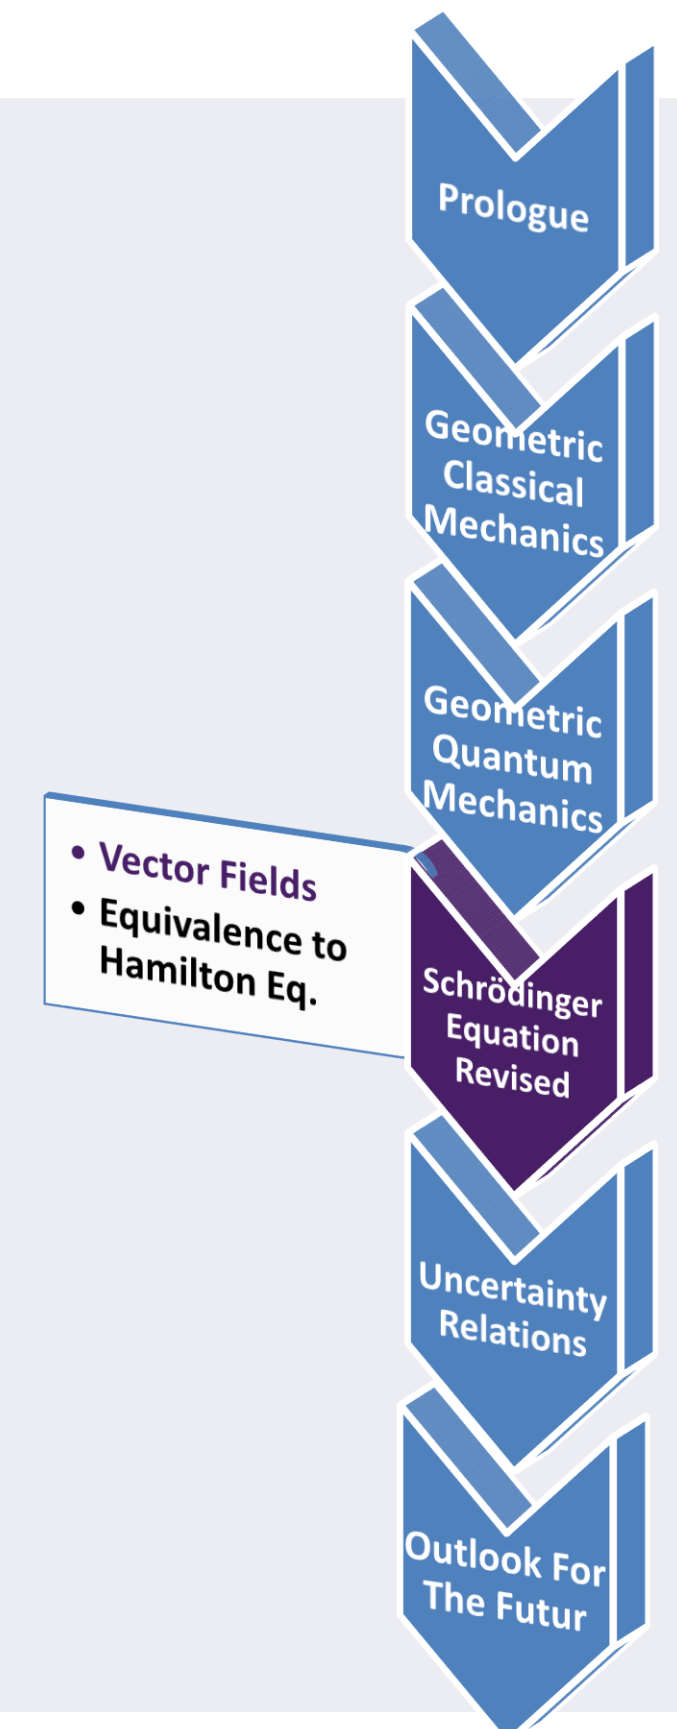 Prologue
Geometric
Classical
Mechanics
Geometric
Quantum
Mechanics
• Vector Fields
• Equivalence to
Hamilton Eq.
Schrödinger
Equation
Revised
Uncertainty
Relations
Outlook For
The Futur